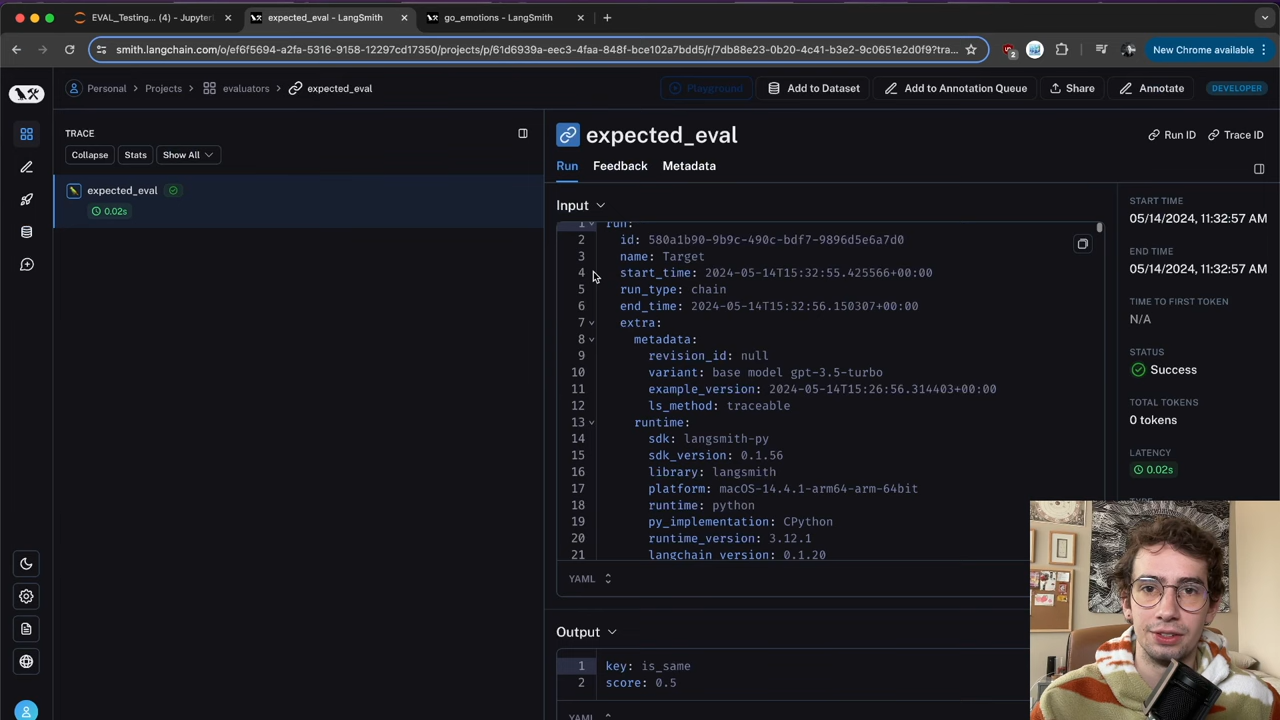 EVAL_Testing... (4) - Jupyter
expected_eval - LangSmith
go_emotions - LangSmith
smith.langchain.com/o/ef6f5694-a2fa-5316-9158-12297cd17350/projects/p/61d6939a-eec3-4faa-848f-bce102a7bdd5/r/7db88e23-0b20-4c41-b3e2-9c0651e2d0f9?tra...
2
New Chrome available
Personal > Projects > evaluators > expected_eval
Playground
Add to Dataset
Add to Annotation Queue
Share
Annotate
DEVELOPER
TRACE
Collapse
Stats
Show All
expected_eval
0.02s
expected_eval
Run ID
Trace ID
Run
Feedback
Metadata
Input
1 run:
2 id: 580a1b90-9b9c-490c-bdf7-9896d5e6a7d0
3 name: Target
4 start_time: 2024-05-14T15:32:55.425566+00:00
5 run_type: chain
6 end_time: 2024-05-14T15:32:56.150307+00:00
7 extra:
8 metadata:
9 revision_id: null
10 variant: base model gpt-3.5-turbo
11 example_version: 2024-05-14T15:26:56.314403+00:00
12 ls_method: traceable
13 runtime:
14 sdk: langsmith-py
15 sdk_version: 0.1.56
16 library: langsmith
17 platform: macOS-14.4.1-arm64-arm-64bit
18 runtime: python
19 py_implementation: CPython
20 runtime_version: 3.12.1
21 langchain_version: 0.1.20
YAML
Output
1 key: is_same
2 score: 0.5
YAML
START TIME
05/14/2024, 11:32:57 AM
END TIME
05/14/2024, 11:32:57 AM
TIME TO FIRST TOKEN
N/A
STATUS
Success
TOTAL TOKENS
0 tokens
LATENCY
0.02s